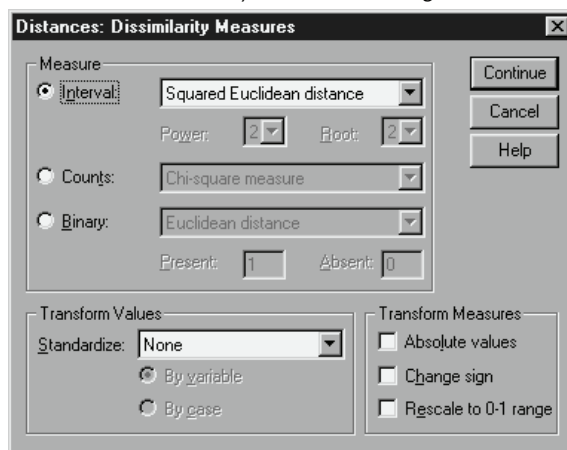 Distances: Dissimilarity Measures
Measure
Interval: Squared Euclidean distance
Power: 2 Root: 2
Counts: Chi-square measure
Binary: Euclidean distance
Present: 1 Absent: 0
Continue
Cancel
Help
Transform Values
Standardize: None
By variable
By case
Transform Measures
Absolute values
Change sign
Rescale to 0-1 range